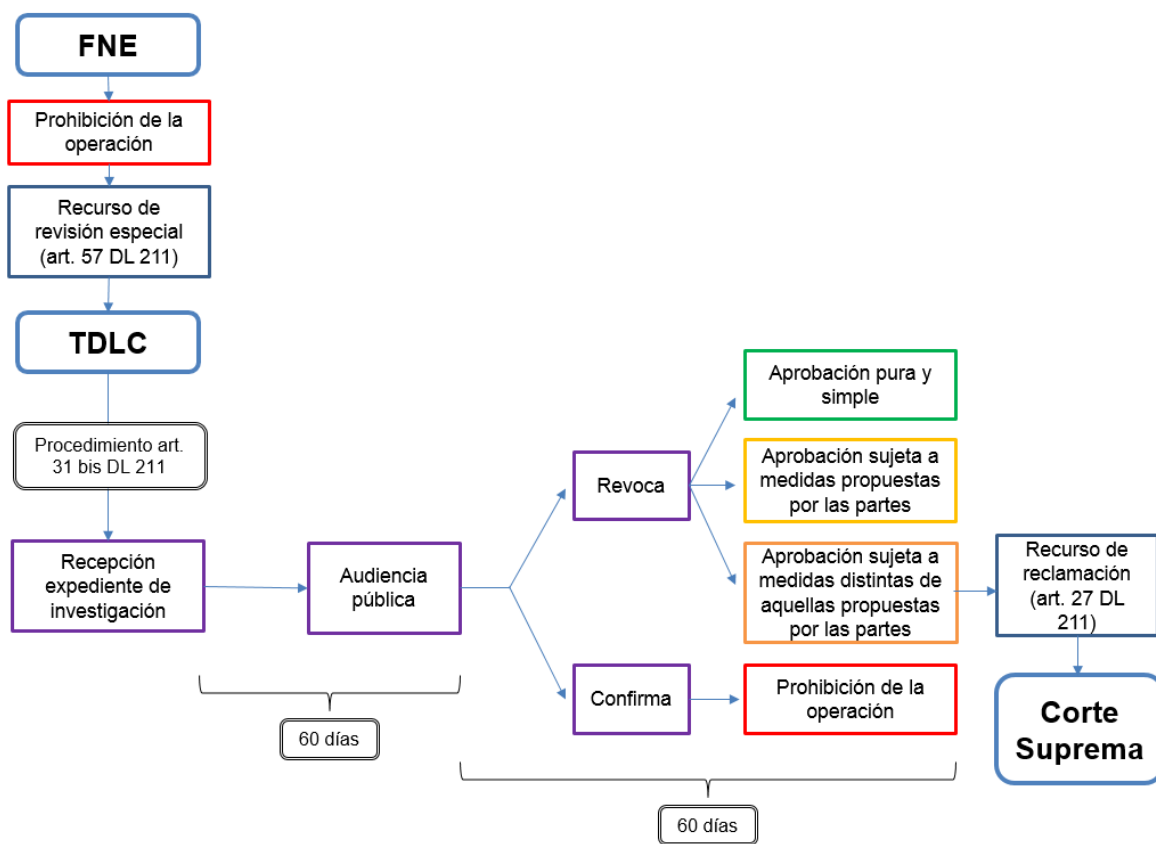 FNE
Prohibición de la
operación
Recurso de
revisión especial
(art. 57 DL 211)
TDLC
Procedimiento art.
31 bis DL 211
Recepción
expediente de
investigación
Audiencia
pública
60 días
Revoca
Confirma
Aprobación pura y
simple
Aprobación sujeta a
medidas propuestas
por las partes
Aprobación sujeta a
medidas distintas de
aquellas propuestas
por las partes
Prohibición de la
operación
60 días
Recurso de
reclamación
(art. 27 DL
211)
Corte
Suprema